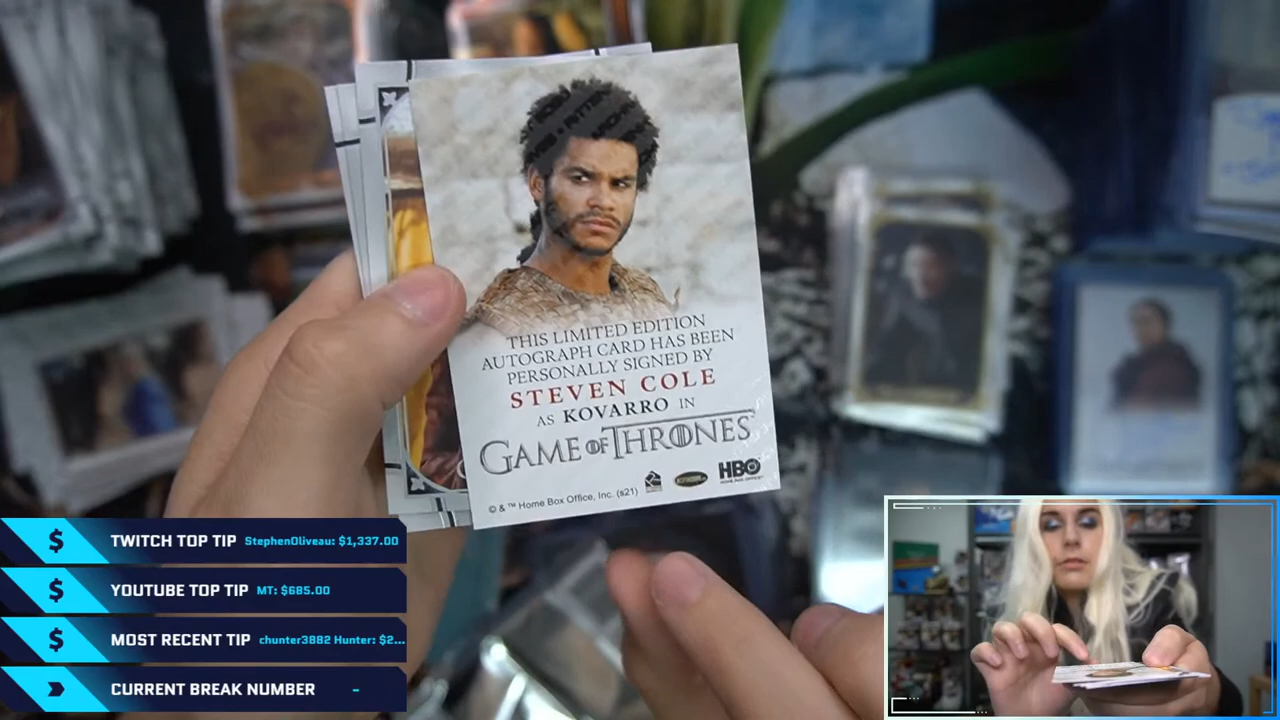 THIS LIMITED EDITION
AUTOGRAPH CARD HAS BEEN
PERSONALLY SIGNED BY
STEVEN COLE
AS KOVARRO IN
GAME OF THRONES
HBO
© & ™ Home Box Office, Inc. (s21)
$ TWITCH TOP TIP StephenOliveau: $1,337.00
$ YOUTUBE TOP TIP MT: $685.00
$ MOST RECENT TIP chunter3882 Hunter: $2...
CURRENT BREAK NUMBER -